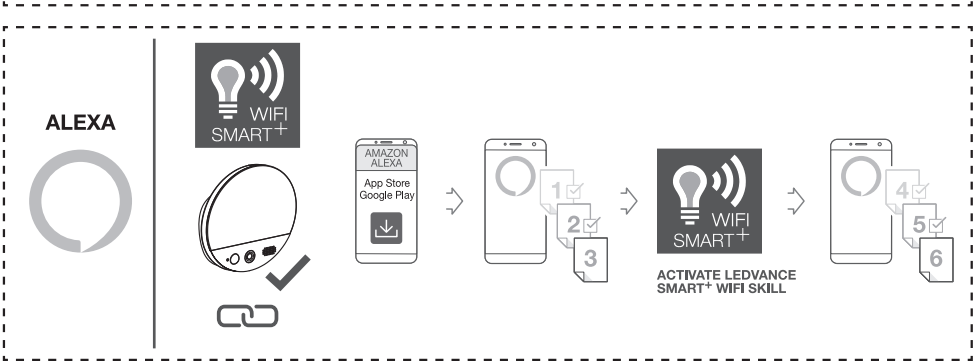 ALEXA
WIFI
SMART+
AMAZON
ALEXA
App Store
Google Play
1
2
3
WIFI
SMART+
ACTIVATE LEDVANCE
SMART+ WIFI SKILL
4
5
6